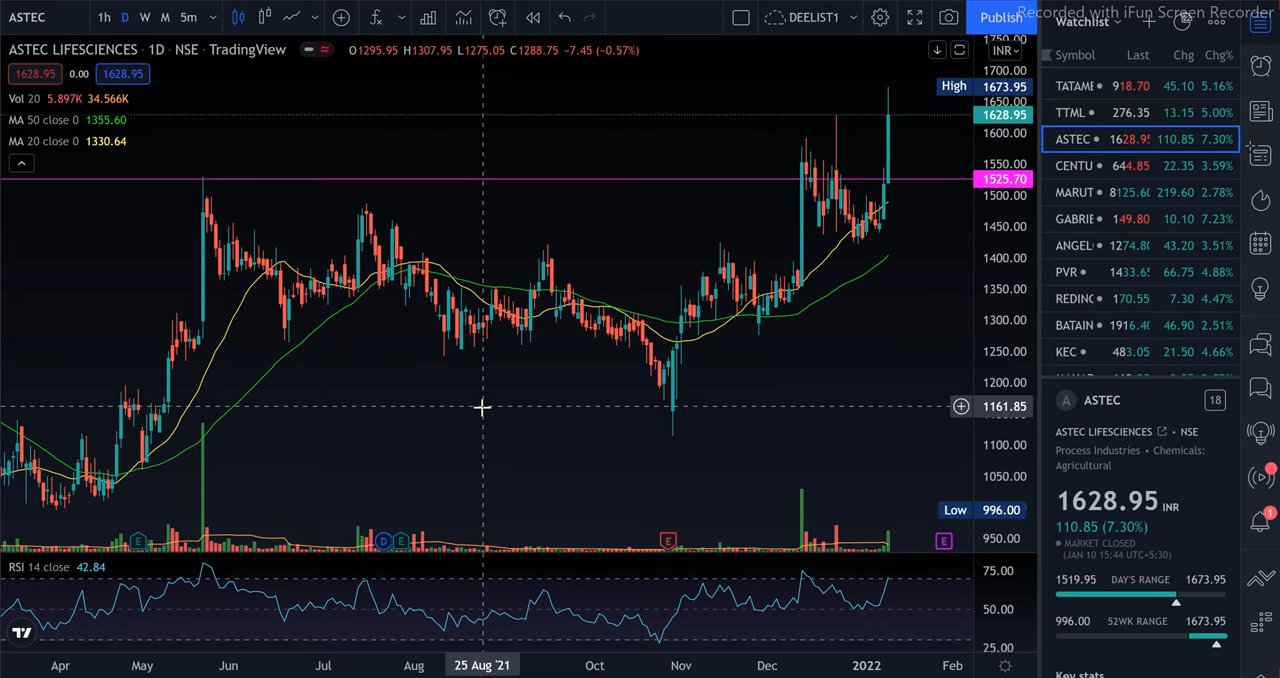 ASTEC 1h D W M 5m DEELIST1 Publish
Recorded with iFun Screen Recorder
Watchlist
ASTEC LIFESCIENCES · 1D · NSE · TradingView O1295.95 H1307.95 L1275.05 C1288.75 -7.45 (-0.57%)
INR
1628.95 0.00 1628.95
Vol 20 5.897K 34.566K
MA 50 close 0 1355.60
MA 20 close 0 1330.64
1750.00
1700.00
High 1673.95
1650.00
1628.95
1600.00
1550.00
1525.70
1500.00
1450.00
1400.00
1350.00
1300.00
1250.00
1200.00
1161.85
1100.00
1050.00
Low 996.00
950.00
E D E E E
RSI 14 close 42.84
75.00
50.00
25.00
Apr May Jun Jul Aug 25 Aug '21 Oct Nov Dec 2022 Feb
Symbol Last Chg Chg%
TATAME 918.70 45.10 5.16%
TTML 276.35 13.15 5.00%
ASTEC 1628.95 110.85 7.30%
CENTU 644.85 22.35 3.59%
MARUT 8125.60 219.60 2.78%
GABRIE 149.80 10.10 7.23%
ANGEL 1274.80 43.20 3.51%
PVR 1433.65 66.75 4.88%
REDINC 170.55 7.30 4.47%
BATAIN 1916.40 46.90 2.51%
KEC 483.05 21.50 4.66%
A ASTEC 18
ASTEC LIFESCIENCES • NSE
Process Industries • Chemicals:
Agricultural
1628.95 INR
110.85 (7.30%)
MARKET CLOSED
(JAN 10 15:44 UTC+5:30)
1519.95 DAY'S RANGE 1673.95
996.00 52WK RANGE 1673.95
Key stats
1